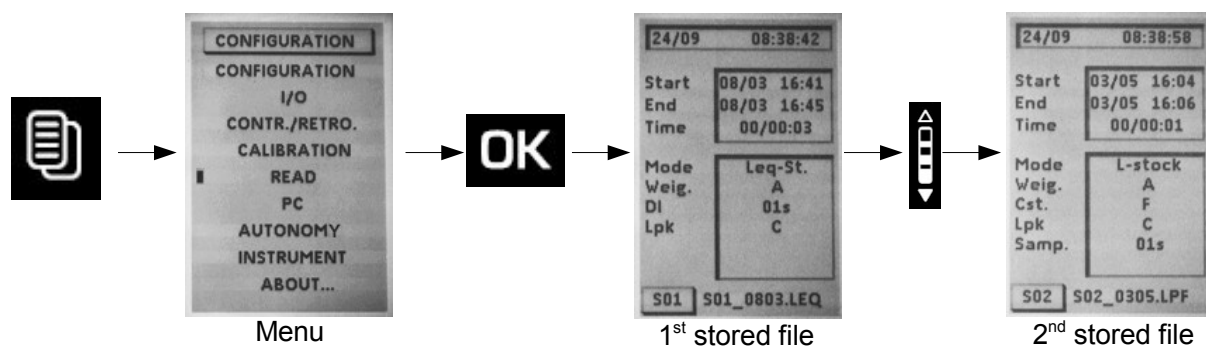 CONFIGURATION
CONFIGURATION
I/O
CONTR./RETRO.
CALIBRATION
READ
PC
AUTONOMY
INSTRUMENT
ABOUT...
Menu
OK
24/09 08:38:42
Start 08/03 16:41
End 08/03 16:45
Time 00/00:03
Mode Leq-St.
Weig. A
DI 01s
Lpk C
S01 S01_0803.LEQ
1st stored file
24/09 08:38:58
Start 03/05 16:04
End 03/05 16:06
Time 00/00:01
Mode L-stock
Weig. A
Cst. F
Lpk C
Samp. 01s
S02 S02_0305.LPF
2nd stored file